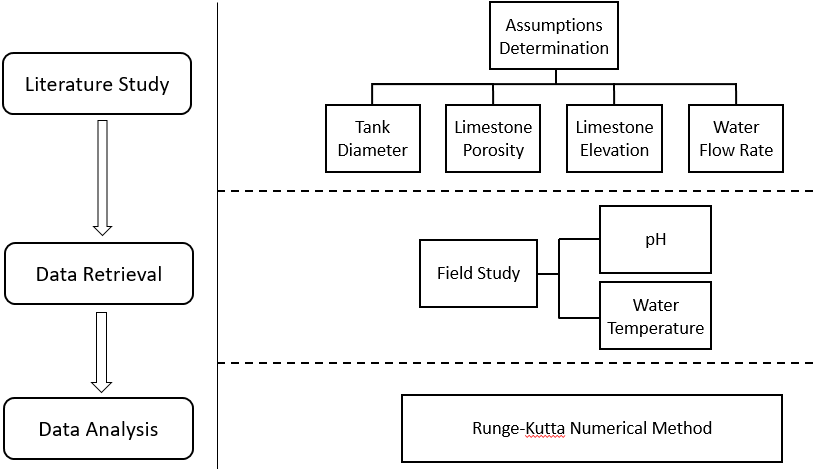 Assumptions
Determination
Literature Study
Tank
Diameter
Limestone
Porosity
Limestone
Elevation
Water
Flow Rate
Data Retrieval
Field Study
pH
Water
Temperature
Data Analysis
Runge-Kutta Numerical Method